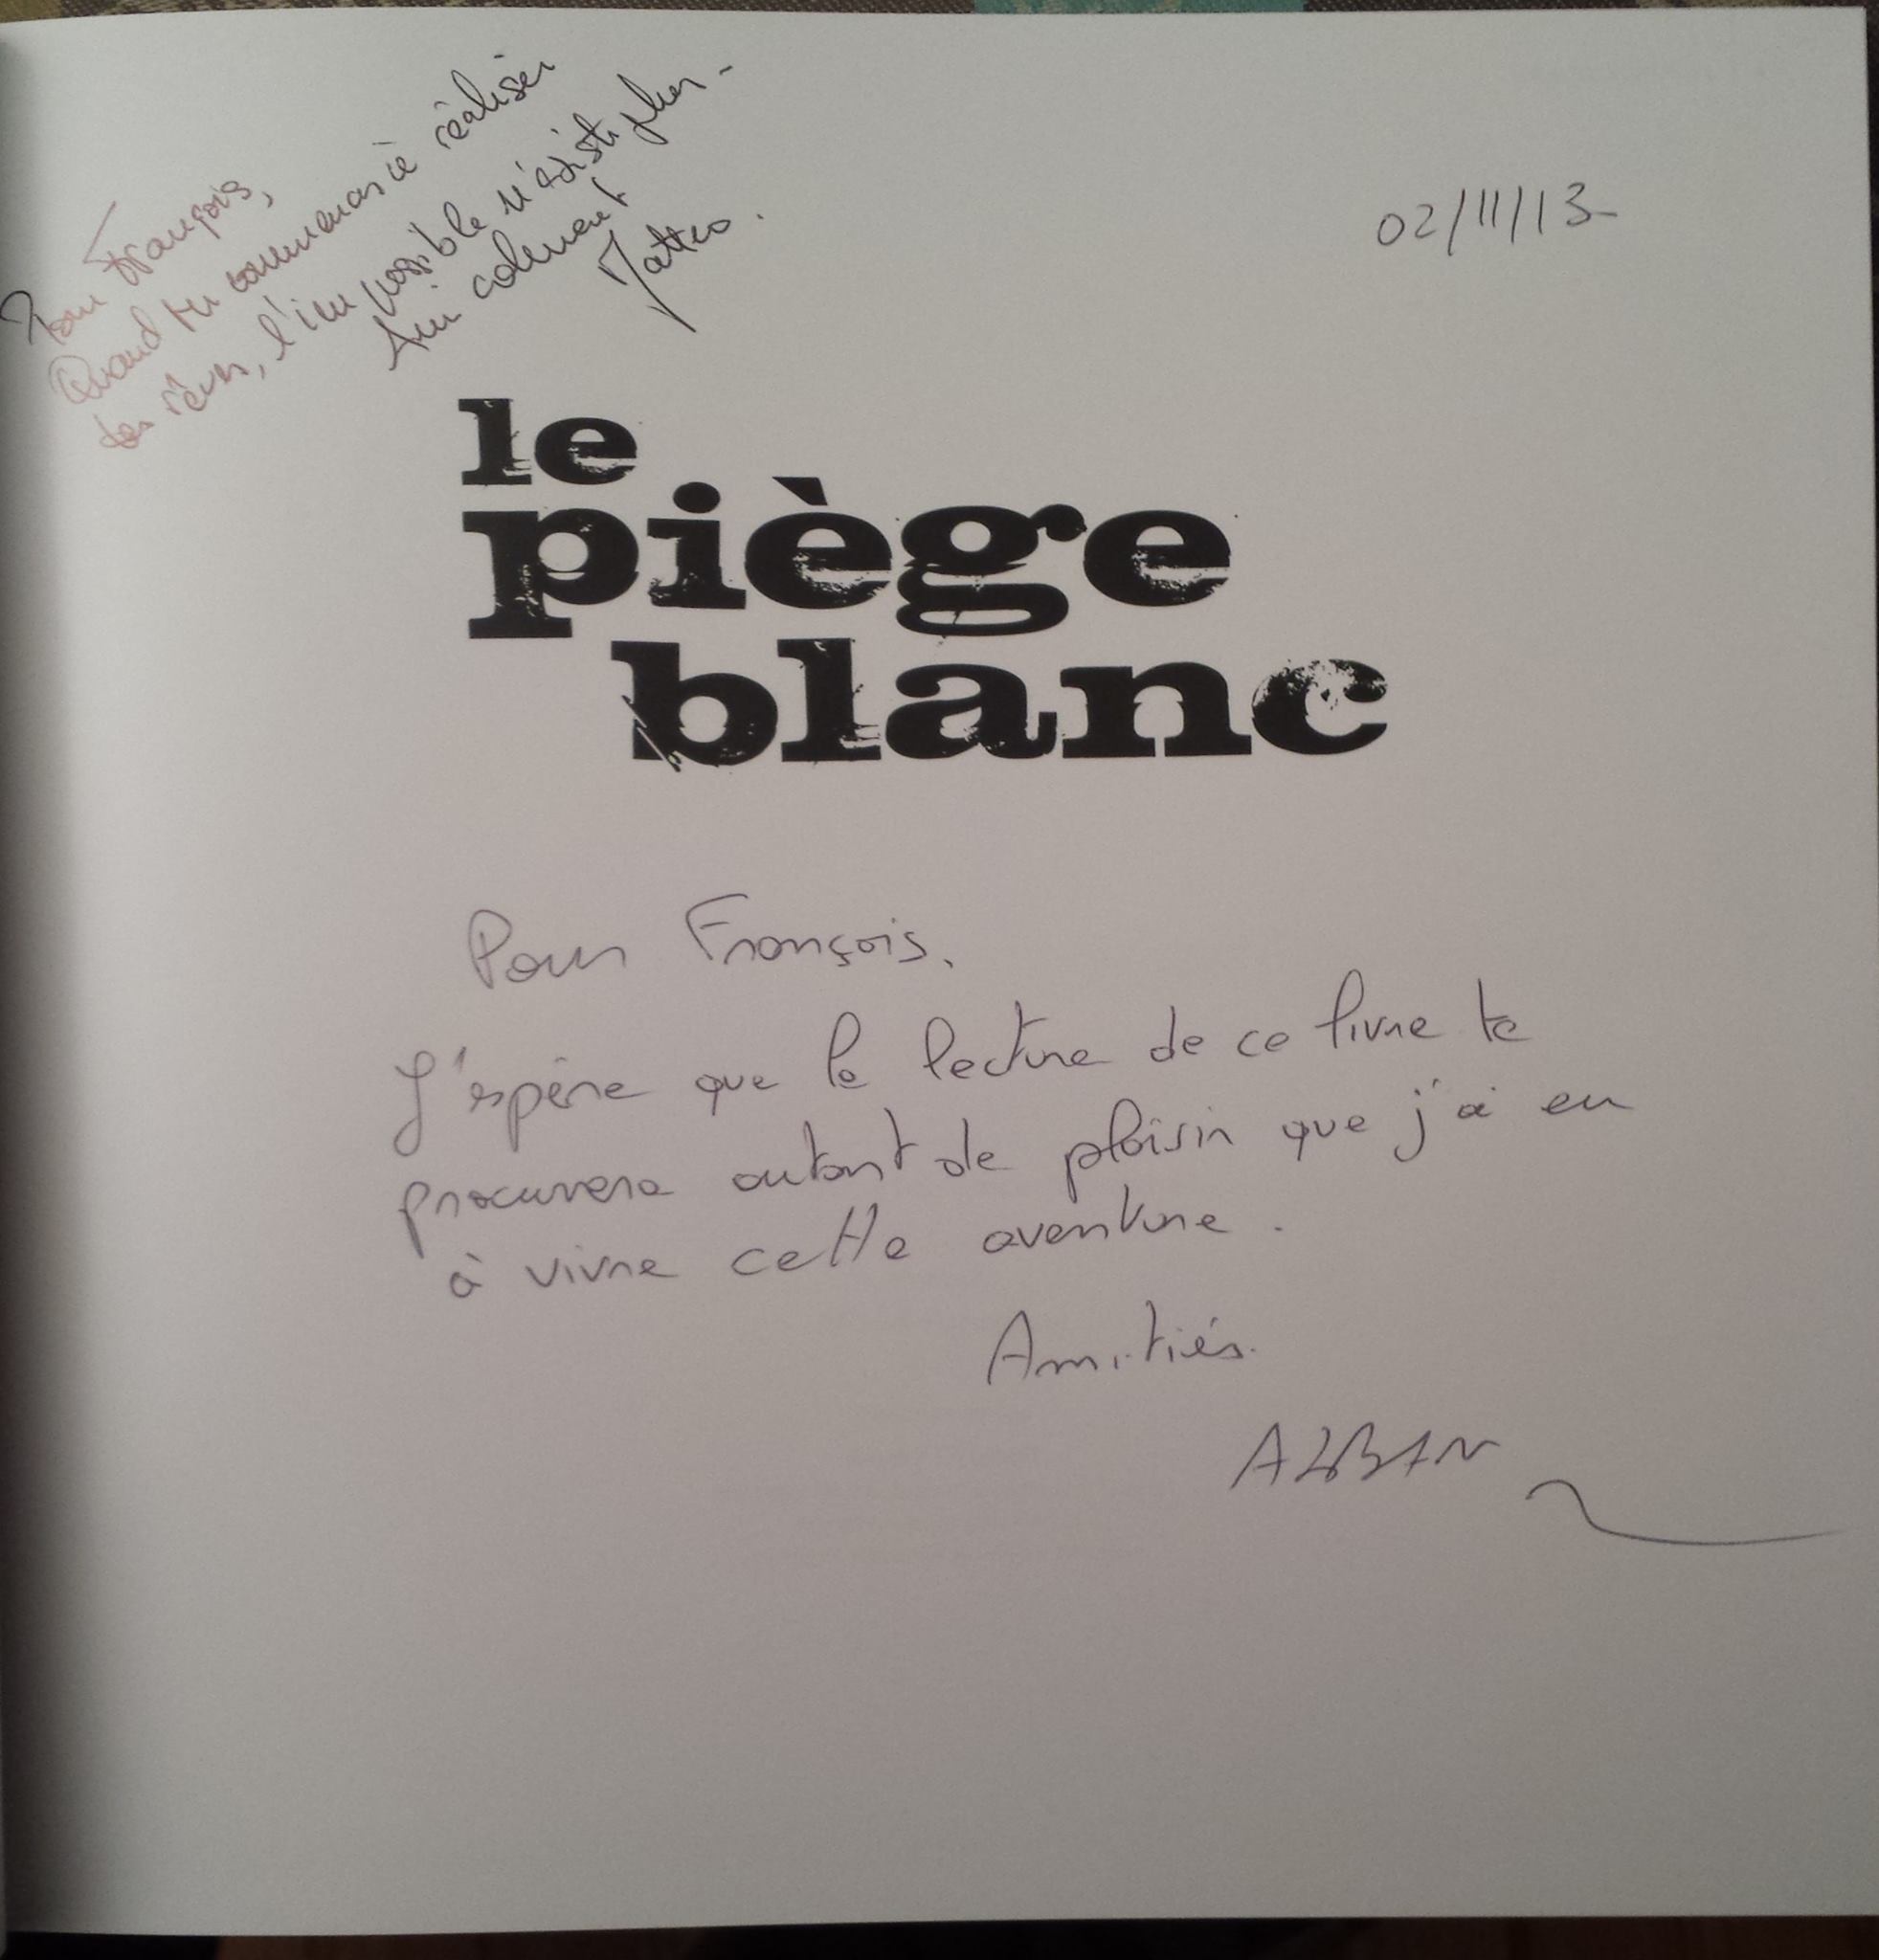 Pour François,
Quand tu commences à réaliser
tes rêves, l'impossible n'existe plus -
Amicalement
Matteo.
02/11/13
le
piège
blanc
Pour François,
J'espère que la lecture de ce livre te
procurera autant de plaisir que j'ai eu
à vivre cette aventure.
Amitiés.
ALBAN